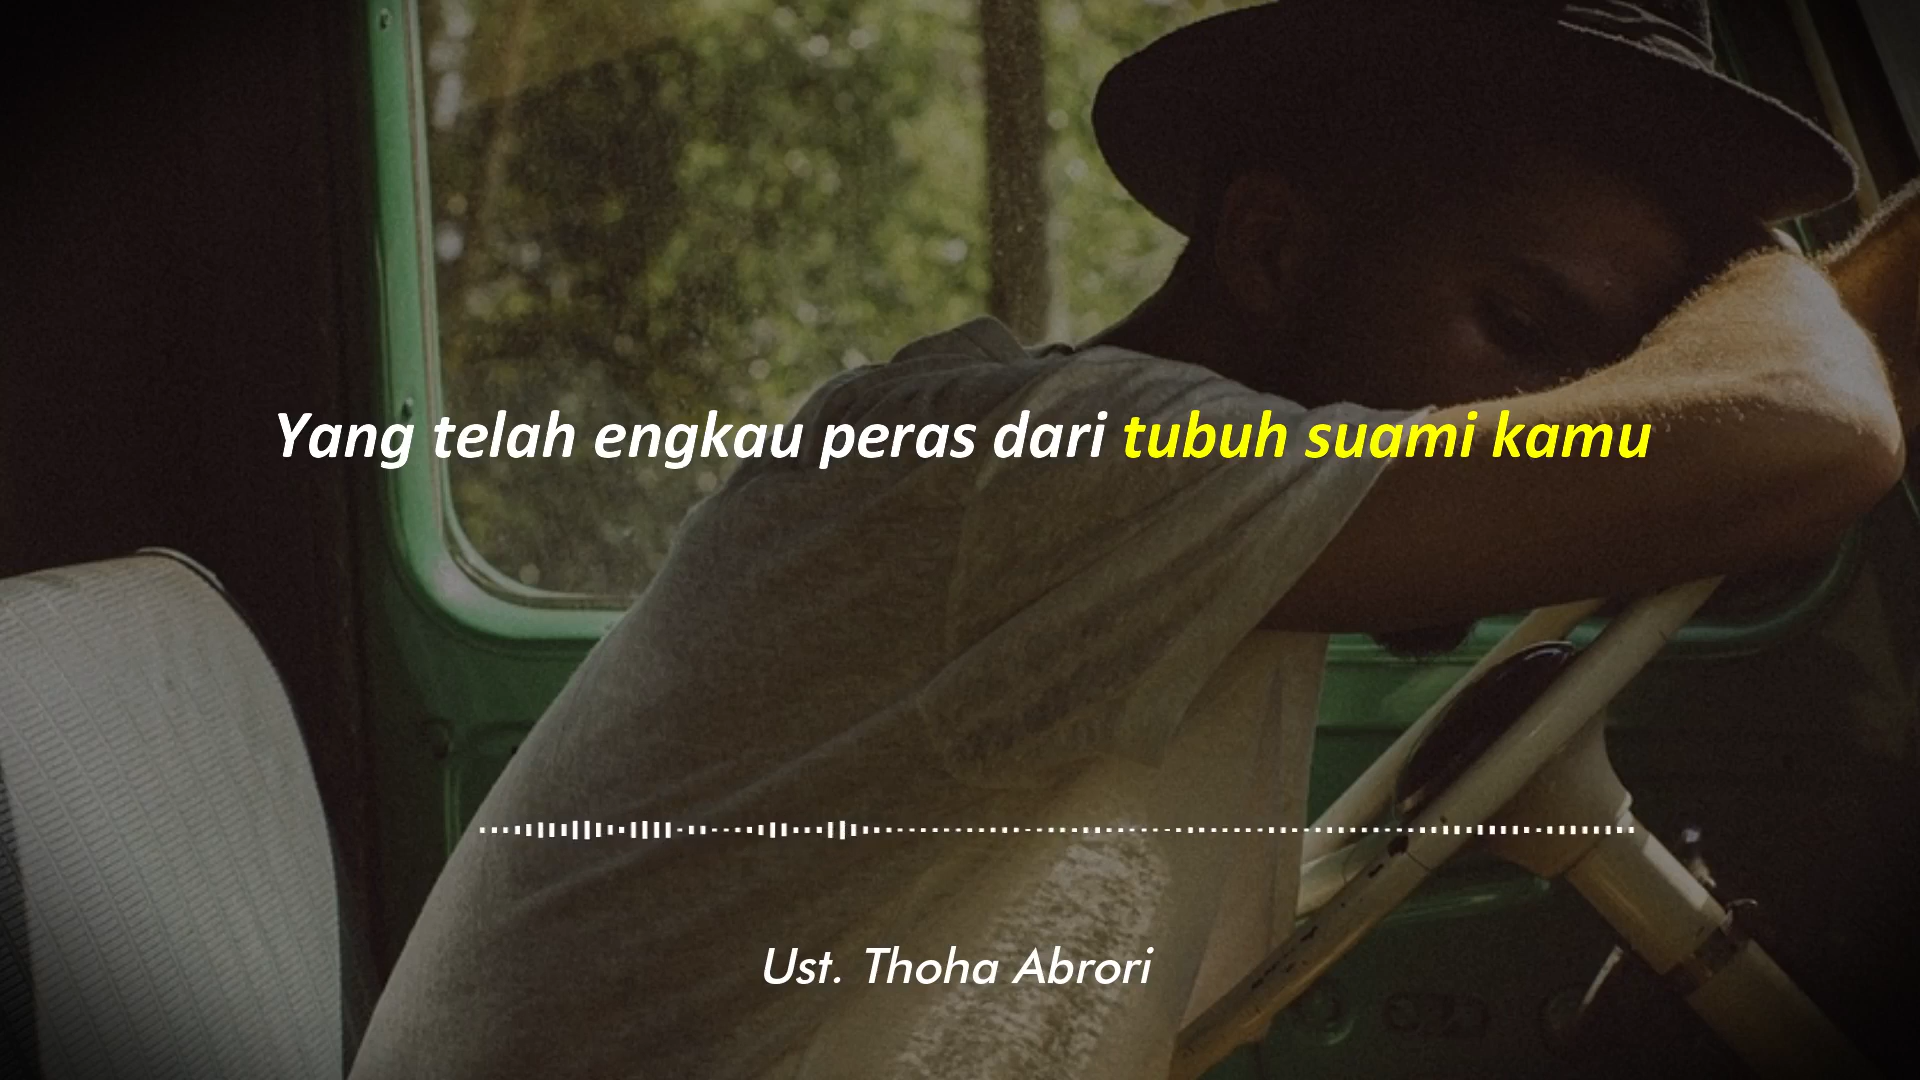 Yang telah engkau peras dari tubuh suami kamu
Ust. Thoha Abrori